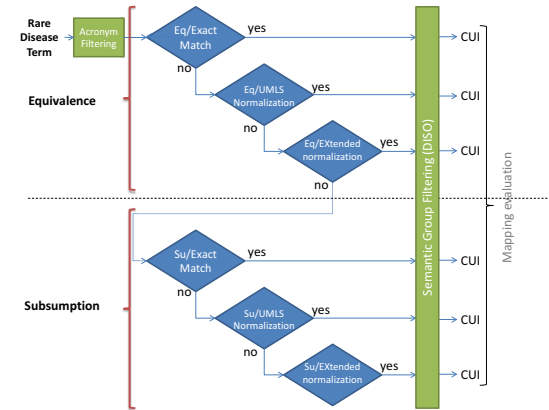 Rare
Disease
Term
Acronym
Filtering
Eq/Exact
Match
yes
CUI
no
Equivalence
Eq/UMLS
Normalization
yes
CUI
no
Eq/EXtended
normalization
yes
CUI
no
Semantic Group Filtering (DISO)
Mapping evaluation
Su/Exact
Match
yes
CUI
no
Subsumption
Su/UMLS
Normalization
yes
CUI
no
Su/EXtended
normalization
yes
CUI